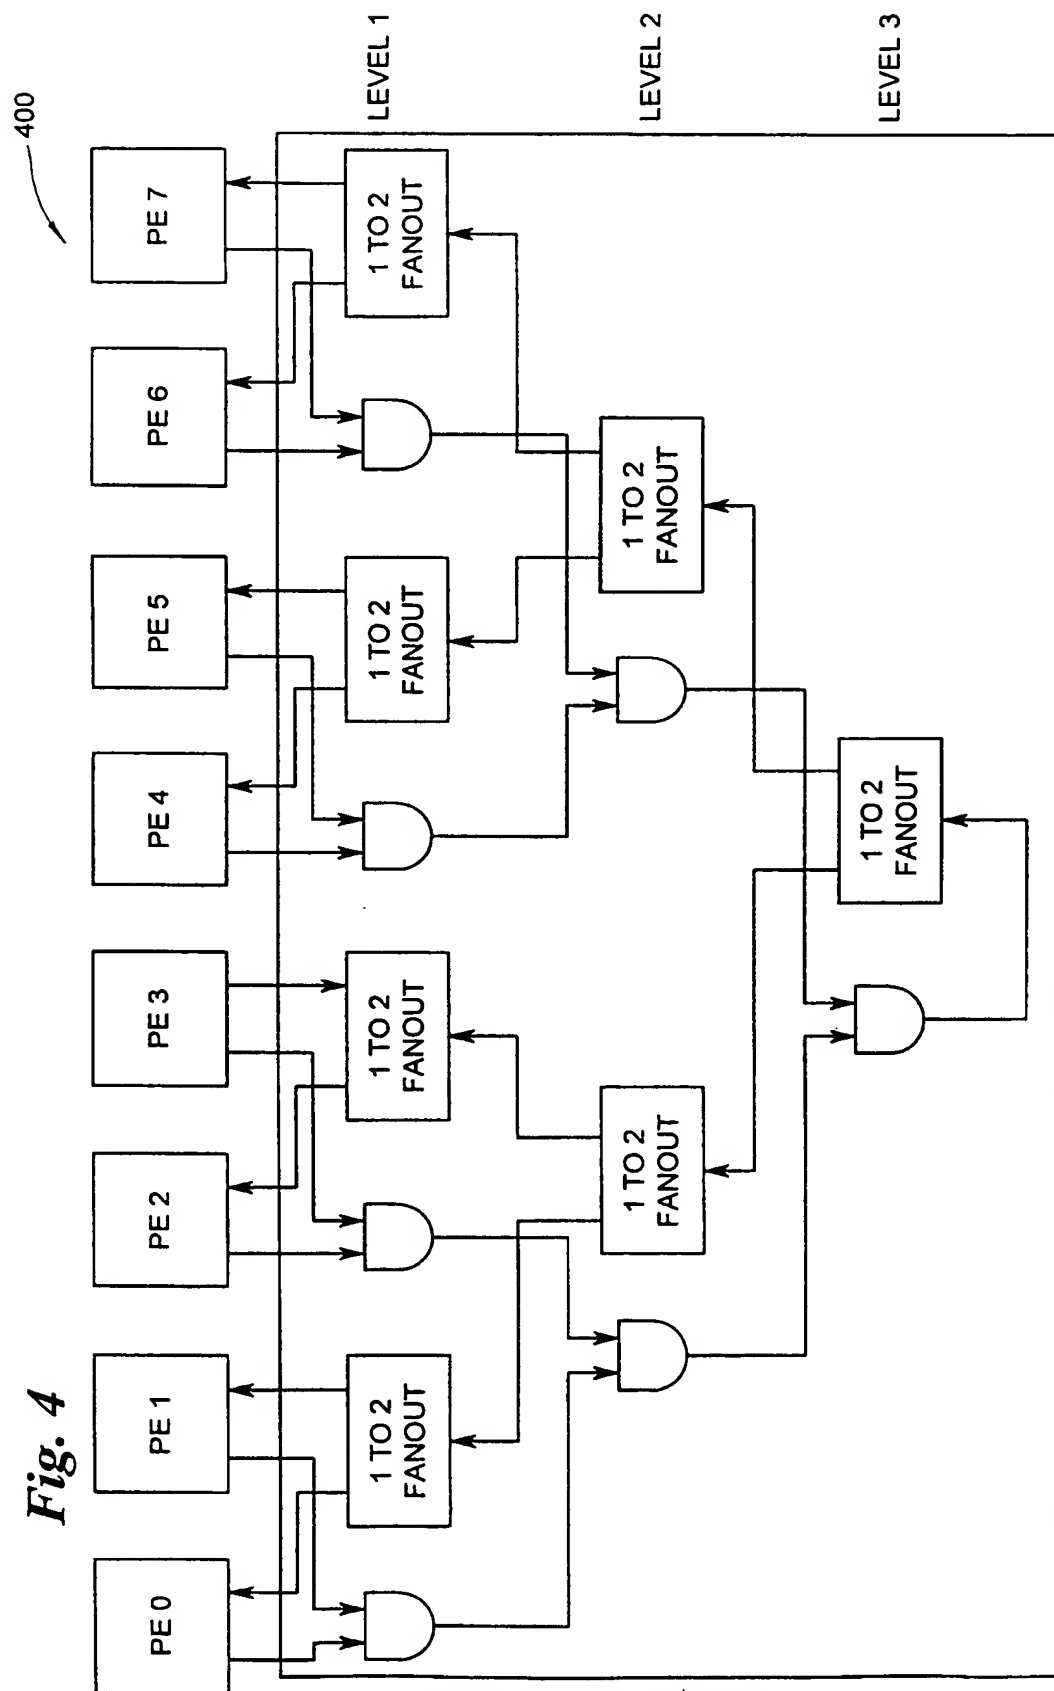 Fig. 4
400
PE 0
PE 1
PE 2
PE 3
PE 4
PE 5
PE 6
PE 7
LEVEL 1
1 TO 2
FANOUT
1 TO 2
FANOUT
1 TO 2
FANOUT
1 TO 2
FANOUT
LEVEL 2
1 TO 2
FANOUT
1 TO 2
FANOUT
LEVEL 3
1 TO 2
FANOUT